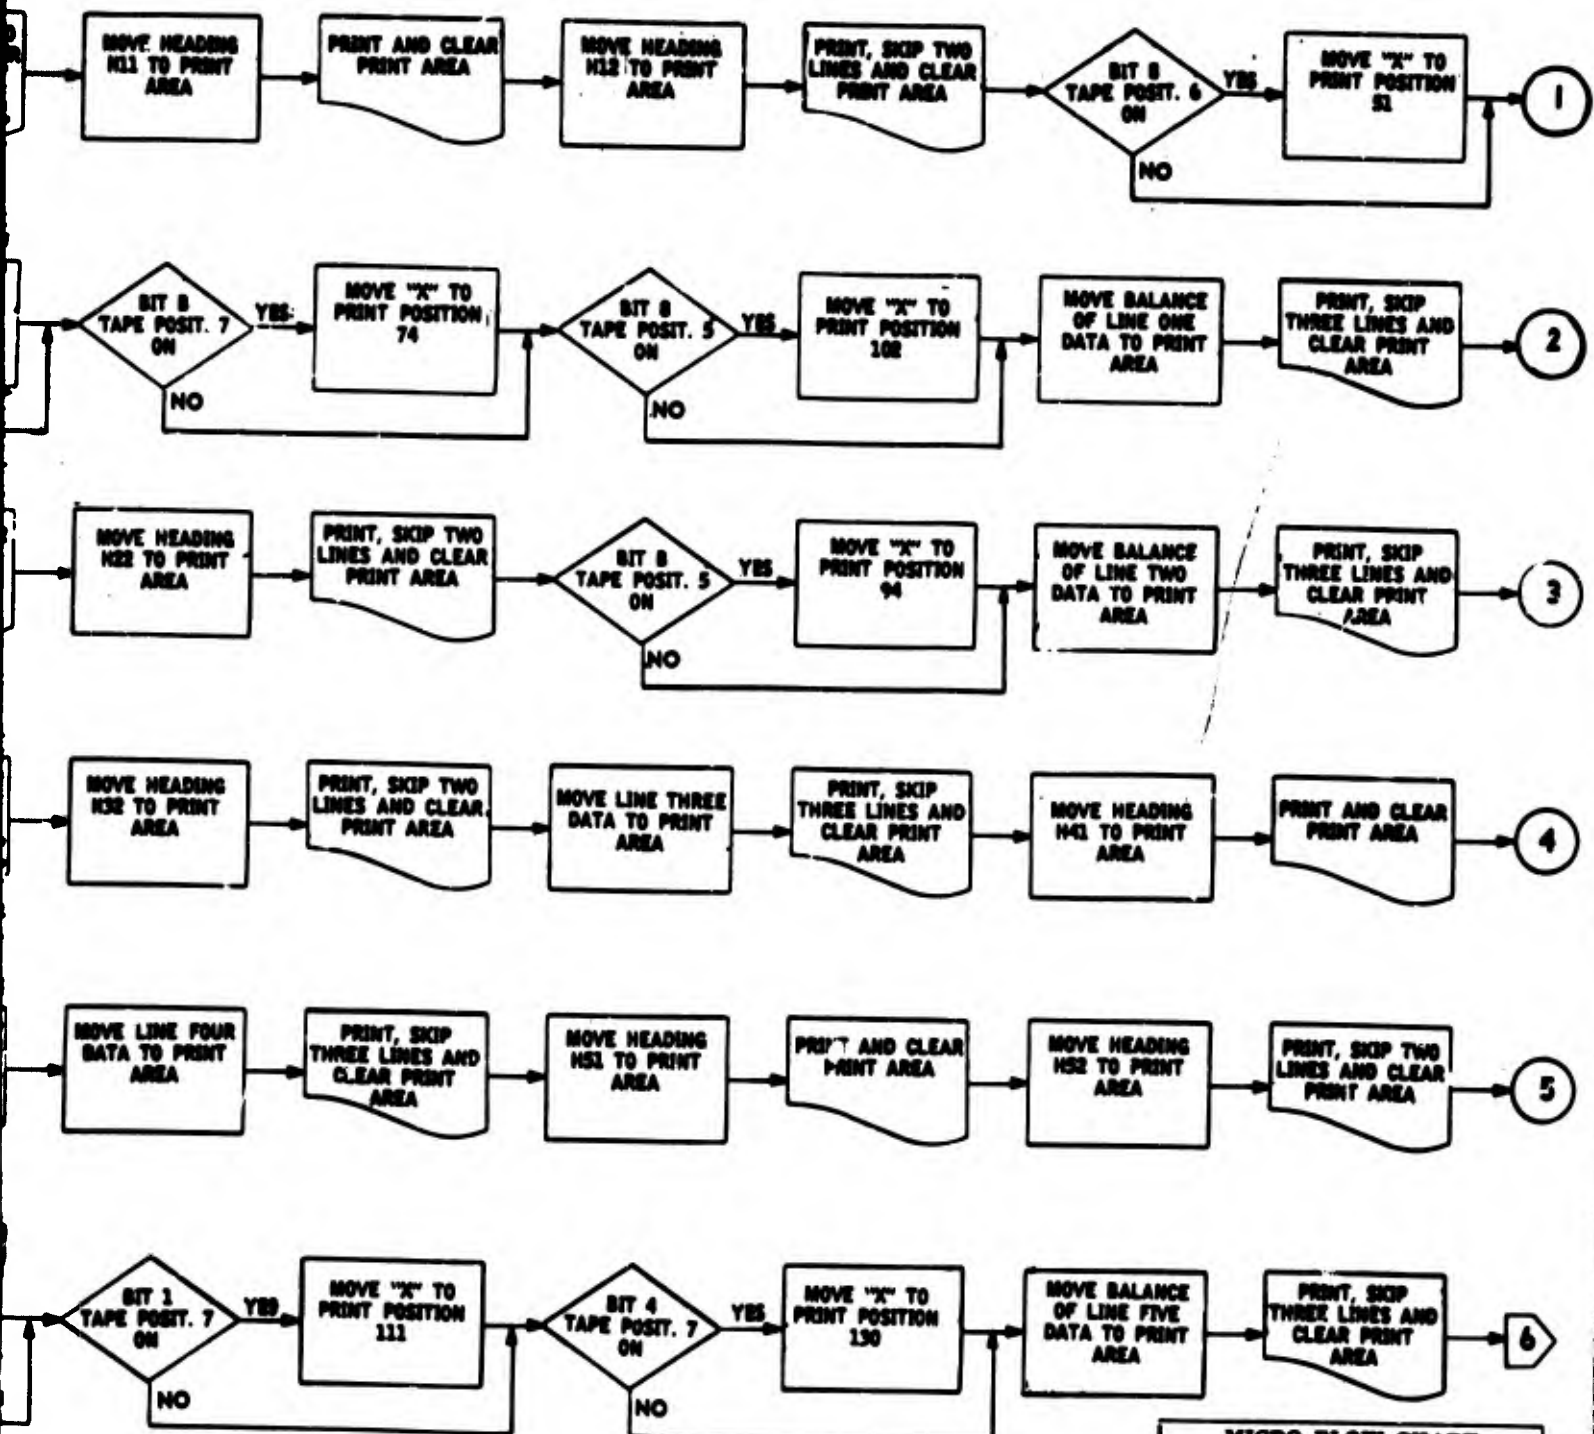 MOVE HEADING
H11 TO PRINT
AREA
PRINT AND CLEAR
PRINT AREA
MOVE HEADING
H12 TO PRINT
AREA
PRINT, SKIP TWO
LINES AND CLEAR
PRINT AREA
BIT 8
TAPE POSIT. 6
ON
YES
NO
MOVE "X" TO
PRINT POSITION
51
1
BIT B
TAPE POSIT. 7
ON
YES
NO
MOVE "X" TO
PRINT POSITION
74
BIT 8
TAPE POSIT. 5
ON
YES
NO
MOVE "X" TO
PRINT POSITION
102
MOVE BALANCE
OF LINE ONE
DATA TO PRINT
AREA
PRINT, SKIP
THREE LINES AND
CLEAR PRINT
AREA
2
MOVE HEADING
H22 TO PRINT
AREA
PRINT, SKIP TWO
LINES AND CLEAR
PRINT AREA
BIT B
TAPE POSIT. 5
ON
YES
NO
MOVE "X" TO
PRINT POSITION
94
MOVE BALANCE
OF LINE TWO
DATA TO PRINT
AREA
PRINT, SKIP
THREE LINES AND
CLEAR PRINT
AREA
3
MOVE HEADING
H32 TO PRINT
AREA
PRINT, SKIP TWO
LINES AND CLEAR
PRINT AREA
MOVE LINE THREE
DATA TO PRINT
AREA
PRINT, SKIP
THREE LINES AND
CLEAR PRINT
AREA
MOVE HEADING
H41 TO PRINT
AREA
PRINT AND CLEAR
PRINT AREA
4
MOVE LINE FOUR
DATA TO PRINT
AREA
PRINT, SKIP
THREE LINES AND
CLEAR PRINT
AREA
MOVE HEADING
H51 TO PRINT
AREA
PRINT AND CLEAR
PRINT AREA
MOVE HEADING
H52 TO PRINT
AREA
PRINT, SKIP TWO
LINES AND CLEAR
PRINT AREA
5
BIT 1
TAPE POSIT. 7
ON
YES
NO
MOVE "X" TO
PRINT POSITION
111
BIT 4
TAPE POSIT. 7
ON
YES
NO
MOVE "X" TO
PRINT POSITION
130
MOVE BALANCE
OF LINE FIVE
DATA TO PRINT
AREA
PRINT, SKIP
THREE LINES AND
CLEAR PRINT
AREA
6